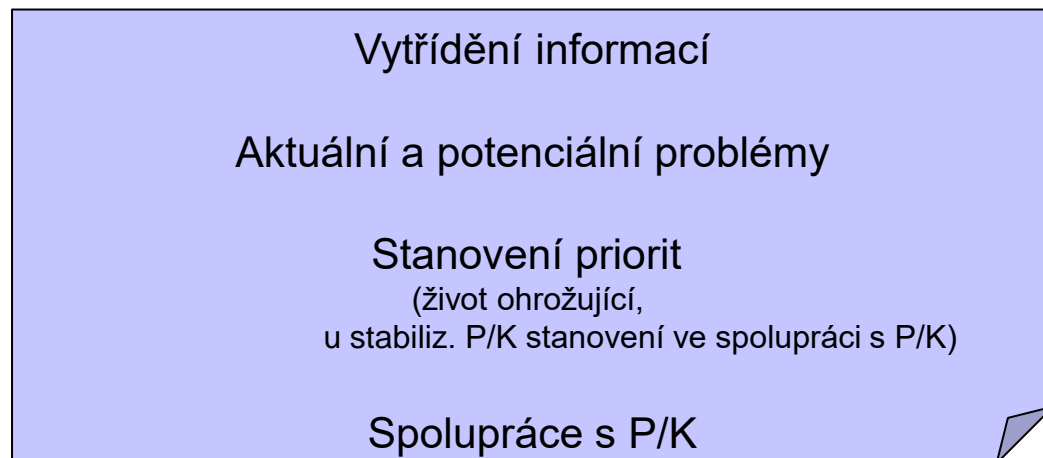 Vytřídění informací
Aktuální a potenciální problémy
Stanovení priorit
(život ohrožující,
u stabiliz. P/K stanovení ve spolupráci s P/K)
Spolupráce s P/K